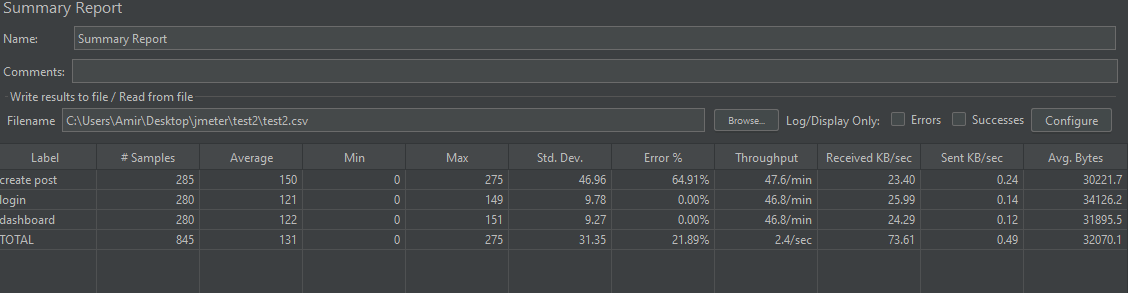 Summary Report
Name: Summary Report
Comments:
Write results to file / Read from file
Filename C:\Users\Amir\Desktop\jmeter\test2\test2.csv Browse... Log/Display Only: Errors Successes Configure
Label # Samples Average Min Max Std. Dev. Error % Throughput Received KB/sec Sent KB/sec Avg. Bytes
create post 285 150 0 275 46.96 64.91% 47.6/min 23.40 0.24 30221.7
login 280 121 0 149 9.78 0.00% 46.8/min 25.99 0.14 34126.2
dashboard 280 122 0 151 9.27 0.00% 46.8/min 24.29 0.12 31895.5
TOTAL 845 131 0 275 31.35 21.89% 2.4/sec 73.61 0.49 32070.1